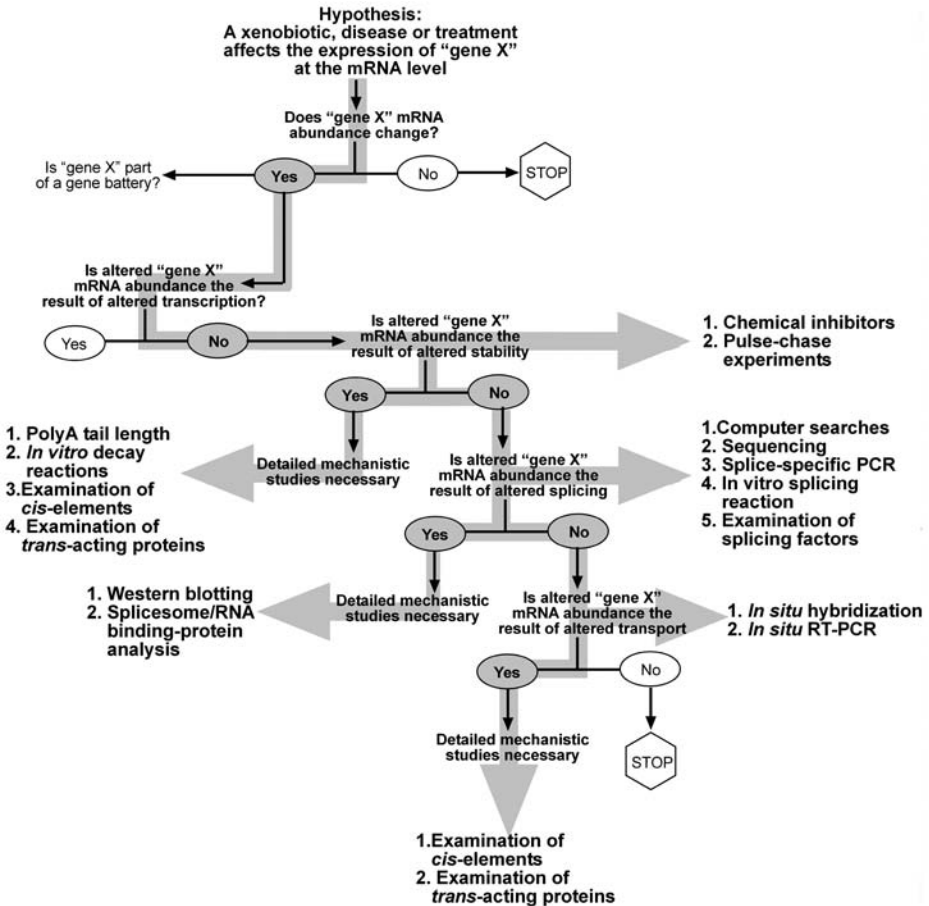 Hypothesis:
A xenobiotic, disease or treatment
affects the expression of “gene X”
at the mRNA level
Does “gene X” mRNA
abundance change?
Is “gene X” part
of a gene battery?
Yes
No
STOP
Is altered “gene X”
mRNA abundance the
result of altered transcription?
Yes
No
Is altered “gene X”
mRNA abundance the
result of altered stability
1. Chemical inhibitors
2. Pulse-chase
experiments
Yes
No
1. PolyA tail length
2. In vitro decay
reactions
3.Examination of
cis-elements
4. Examination of
trans-acting proteins
Detailed mechanistic
studies necessary
Is altered “gene X”
mRNA abundance the
result of altered splicing
1.Computer searches
2. Sequencing
3. Splice-specific PCR
4. In vitro splicing
reaction
5. Examination of
splicing factors
Yes
No
1. Western blotting
2. Splicesome/RNA
binding-protein
analysis
Detailed mechanistic
studies necessary
Is altered “gene X”
mRNA abundance the
result of altered transport
1. In situ hybridization
2. In situ RT-PCR
Yes
No
Detailed mechanistic
studies necessary
STOP
1.Examination of
cis-elements
2. Examination of
trans-acting proteins